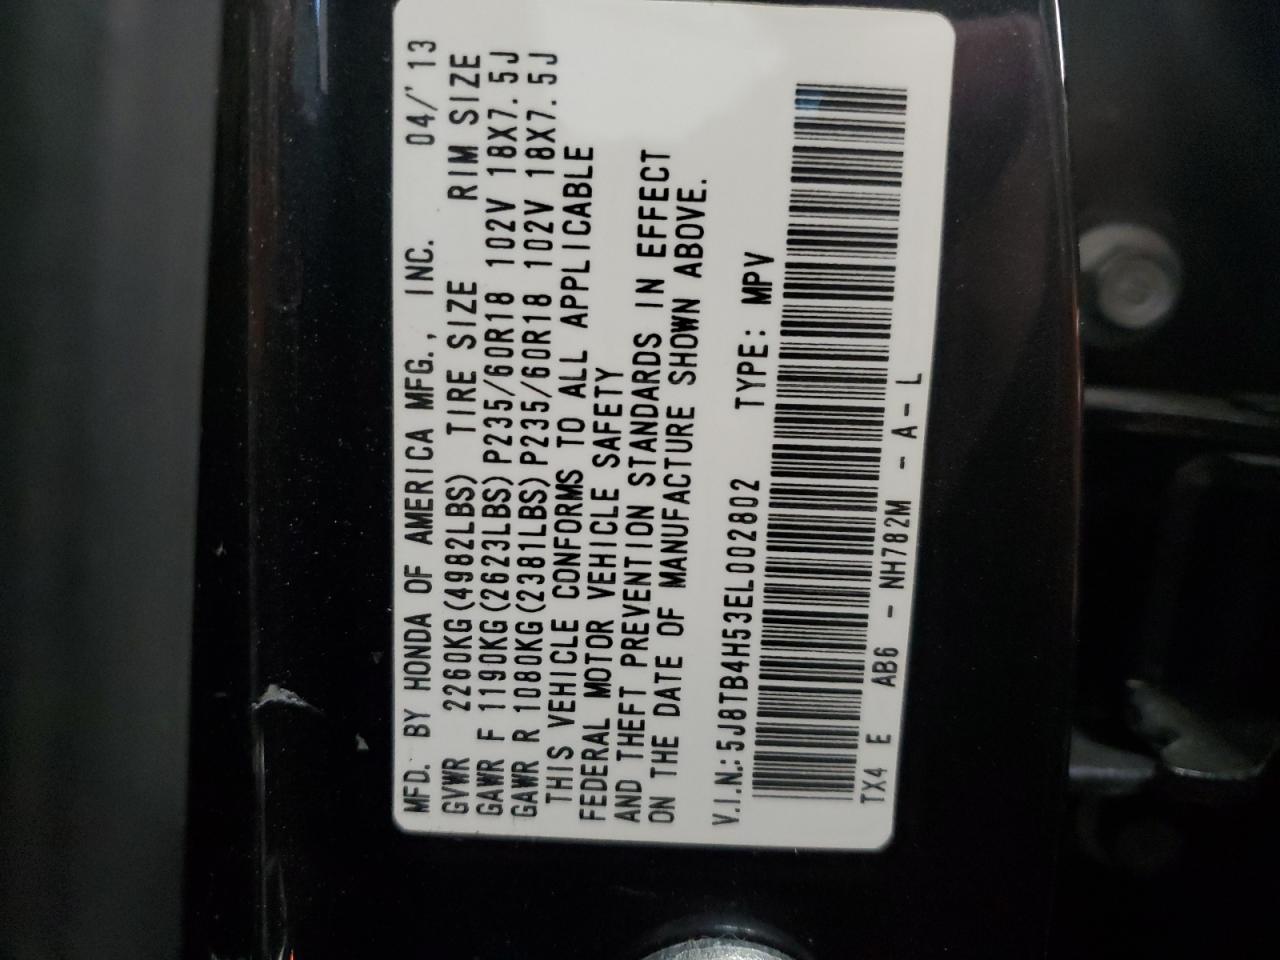 MFD. BY HONDA OF AMERICA MFG., INC. 04/'13
GVWR 2260KG(4982LBS) TIRE SIZE RIM SIZE
GAWR F 1190KG(2623LBS)P235/60R18 102V 18X7.5J
GAWR R 1080KG(2381LBS)P235/60R18 102V 18X7.5J
THIS VEHICLE CONFORMS TO ALL APPLICABLE
FEDERAL MOTOR VEHICLE SAFETY
AND THEFT PREVENTION STANDARDS IN EFFECT
ON THE DATE OF MANUFACTURE SHOWN ABOVE.
V.I.N.:5J8TB4H53EL002802 TYPE: MPV
TX4 E AB6 - NH782M - A - L